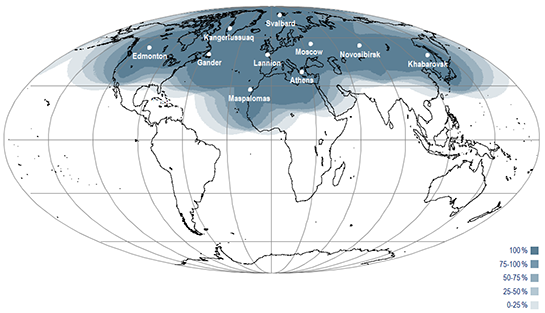 Svalbard
Kangerlussuaq
Moscow
Novosibirsk
Edmonton
Gander
Lannion
Khabarovsk
Athens
Maspalomas
100 %
75-100 %
50-75 %
25-50 %
0-25 %